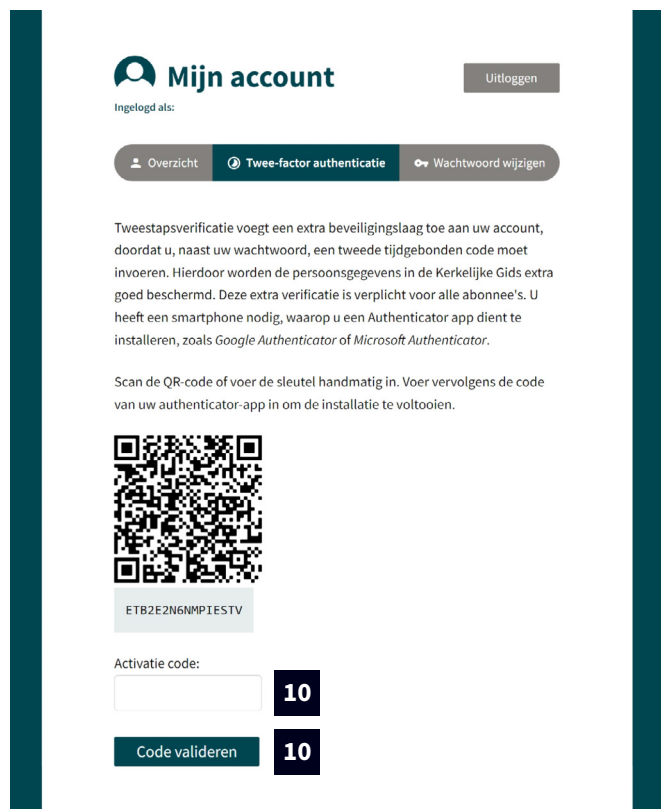 Mijn account
Uitloggen
Ingelogd als:
Overzicht
Twee-factor authenticatie
Wachtwoord wijzigen
Tweestapsverificatie voegt een extra beveiligingslaag toe aan uw account,
doordat u, naast uw wachtwoord, een tweede tijdgebonden code moet
invoeren. Hierdoor worden de persoonsgegevens in de Kerkelijke Gids extra
goed beschermd. Deze extra verificatie is verplicht voor alle abonnee's. U
heeft een smartphone nodig, waarop u een Authenticator app dient te
installeren, zoals Google Authenticator of Microsoft Authenticator.
Scan de QR-code of voer de sleutel handmatig in. Voer vervolgens de code
van uw authenticator-app in om de installatie te voltooien.
ETB2E2N6NMPIESTV
Activatie code:
10
Code valideren
10